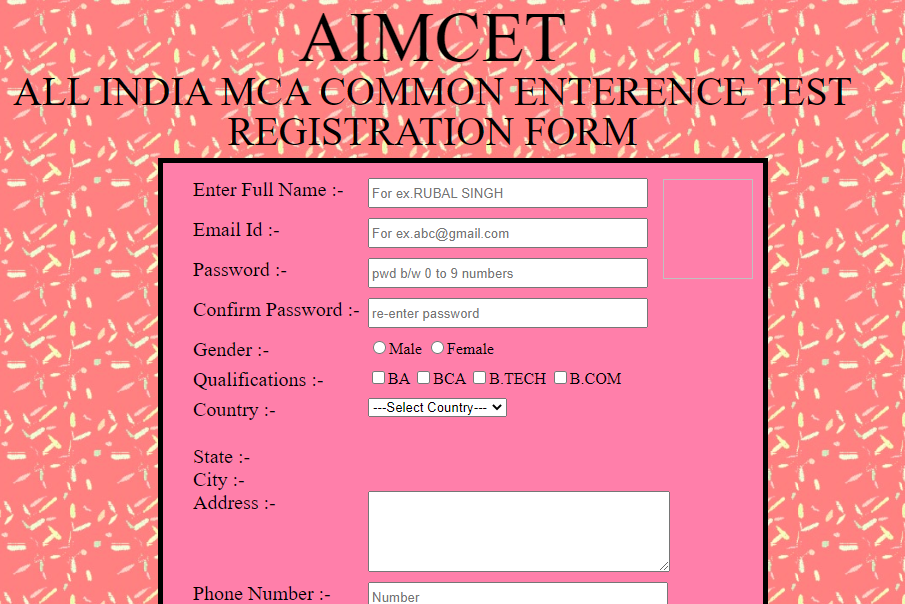 AIMCET
ALL INDIA MCA COMMON ENTERENCE TEST
REGISTRATION FORM
Enter Full Name :- For ex.RUBAL SINGH
Email Id :- For ex.abc@gmail.com
Password :- pwd b/w 0 to 9 numbers
Confirm Password :- re-enter password
Gender :- Male Female
Qualifications :- BA BCA B.TECH B.COM
Country :- ---Select Country---
State :-
City :-
Address :-
Phone Number :- Number